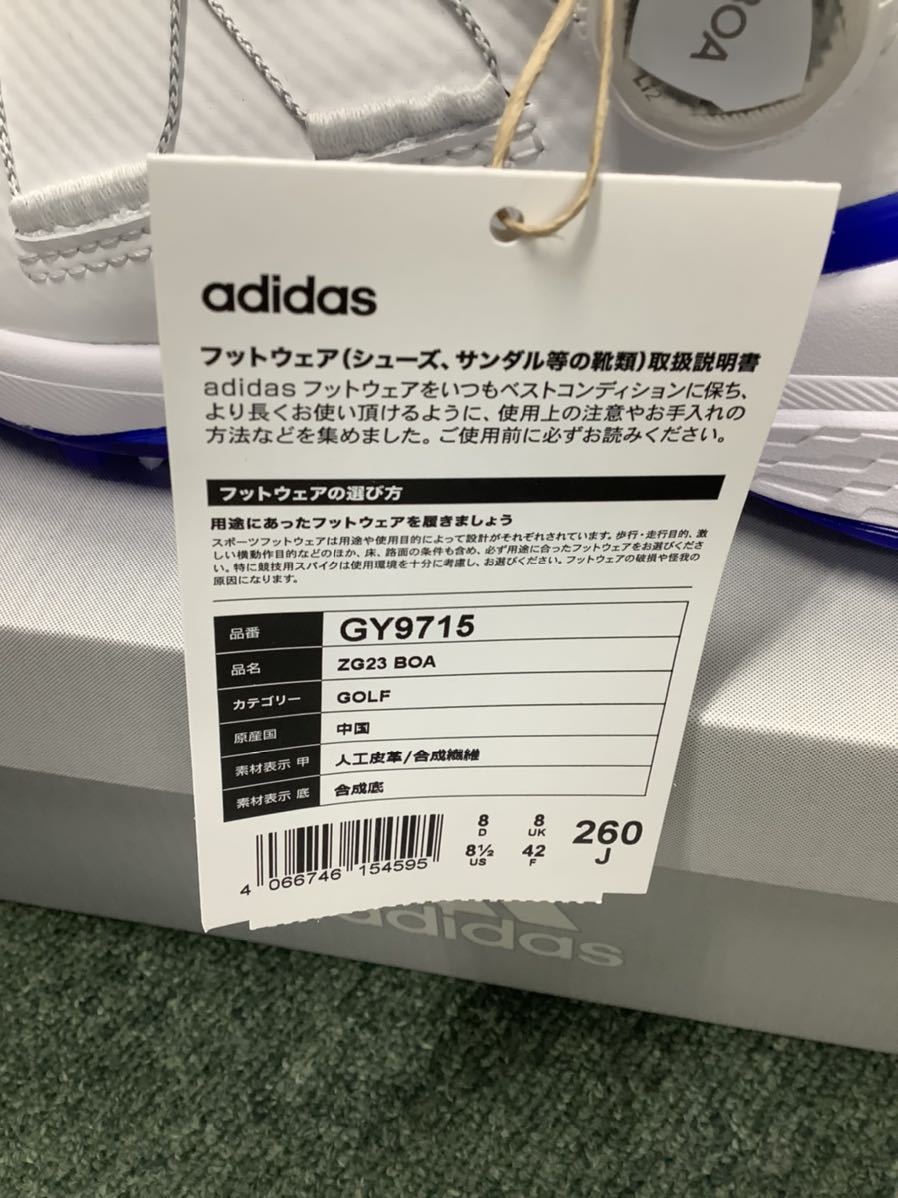 BOA
L12
adidas
フットウェア(シューズ、サンダル等の靴類)取扱説明書
adidas フットウェアをいつもベストコンディションに保ち、
より長くお使い頂けるように、使用上の注意やお手入れの
方法などを集めました。ご使用前に必ずお読みください。
フットウェアの選び方
用途にあったフットウェアを履きましょう
スポーツフットウェアは用途や使用目的によって設計がそれぞれされています。歩行・走行目的、激
しい横動作目的などのほか、床、路面の条件も含め、必ず用途に合ったフットウェアをお選びくださ
い。特に競技用スパイクは使用環境を十分に考慮し、お選びください。フットウェアの破損や怪我の
原因になります。
品番 GY9715
品名 ZG23 BOA
カテゴリー GOLF
原産国 中国
素材表示 甲 人工皮革/合成繊維
素材表示 底 合成底
8 D 8 UK 260 J
8½ US 42 F
4 066746 154595
adidas